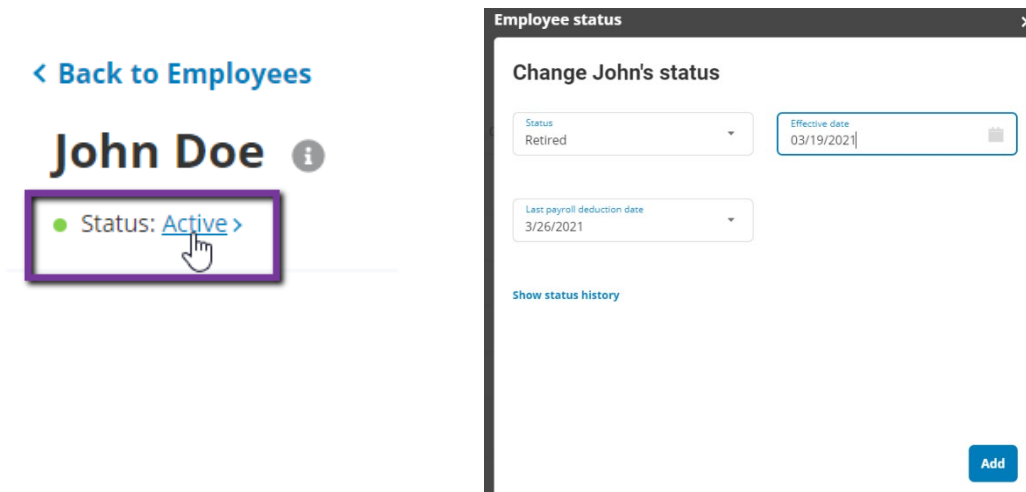 < Back to Employees
John Doe
Status: Active >
Employee status
Change John's status
Status
Retired
Effective date
03/19/2021
Last payroll deduction date
3/26/2021
Show status history
Add